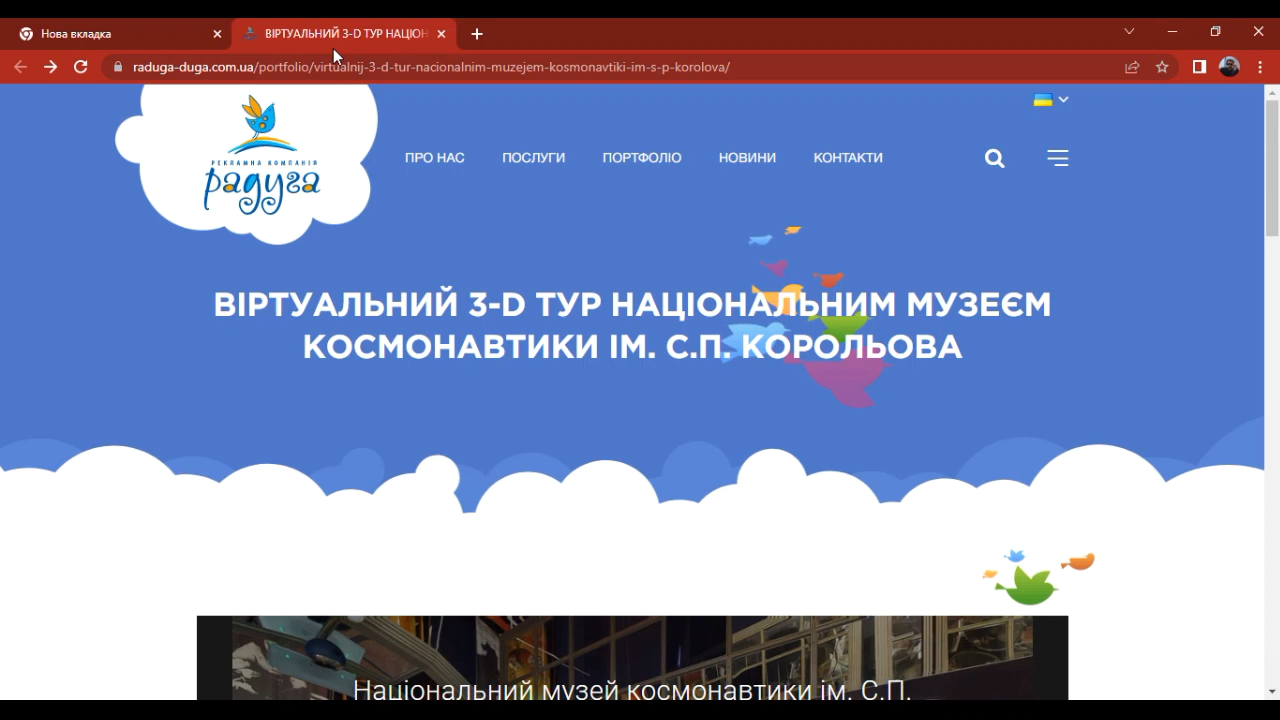 Нова вкладка
ВІРТУАЛЬНИЙ 3-D ТУР НАЦІОН
raduga-duga.com.ua/portfolio/virtualnij-3-d-tur-nacionalnim-muzejem-kosmonavtiki-im-s-p-korolova/
РЕКЛАМНА КОМПАНІЯ
радуга
ПРО НАС ПОСЛУГИ ПОРТФОЛІО НОВИНИ КОНТАКТИ
ВІРТУАЛЬНИЙ 3-D ТУР НАЦІОНАЛЬНИМ МУЗЕЄМ
КОСМОНАВТИКИ ІМ. С.П. КОРОЛЬОВА
Національний музей космонавтики ім. С.П.